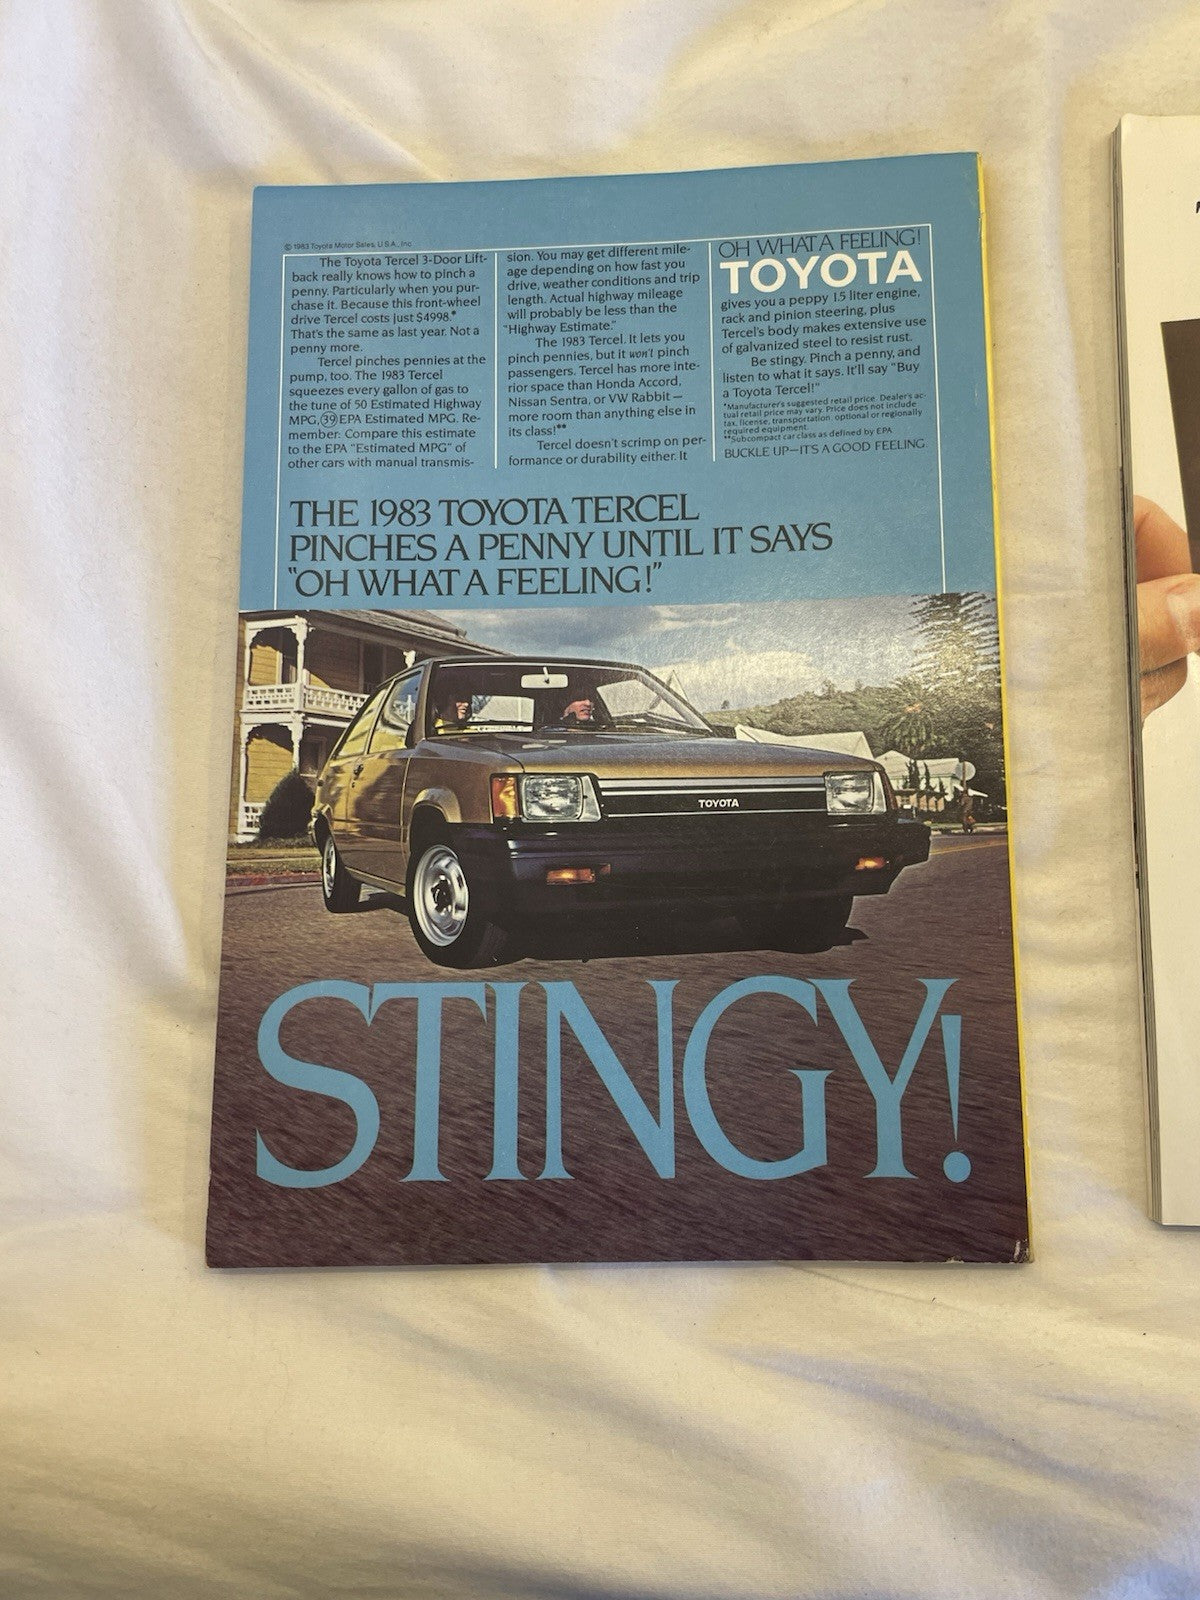 © 1983 Toyota Motor Sales, U.S.A., Inc.
The Toyota Tercel 3-Door Lift-
back really knows how to pinch a
penny. Particularly when you pur-
chase it. Because this front-wheel
drive Tercel costs just $4998.*
That's the same as last year. Not a
penny more.
Tercel pinches pennies at the
pump, too. The 1983 Tercel
squeezes every gallon of gas to
the tune of 50 Estimated Highway
MPG, 39 EPA Estimated MPG. Re-
member: Compare this estimate
to the EPA "Estimated MPG" of
other cars with manual transmis-
sion. You may get different mile-
age depending on how fast you
drive, weather conditions and trip
length. Actual highway mileage
will probably be less than the
"Highway Estimate."
The 1983 Tercel. It lets you
pinch pennies, but it won't pinch
passengers. Tercel has more inte-
rior space than Honda Accord,
Nissan Sentra, or VW Rabbit —
more room than anything else in
its class!**
Tercel doesn't scrimp on per-
formance or durability either. It
OH WHAT A FEELING!
TOYOTA
gives you a peppy 1.5 liter engine,
rack and pinion steering, plus
Tercel's body makes extensive use
of galvanized steel to resist rust.
Be stingy. Pinch a penny, and
listen to what it says. It'll say "Buy
a Toyota Tercel!"
*Manufacturer's suggested retail price. Dealer's ac-
tual retail price may vary. Price does not include
tax, license, transportation, optional or regionally
required equipment.
**Subcompact car class as defined by EPA.
BUCKLE UP—IT'S A GOOD FEELING.
THE 1983 TOYOTA TERCEL
PINCHES A PENNY UNTIL IT SAYS
"OH WHAT A FEELING!"
TOYOTA
STINGY!